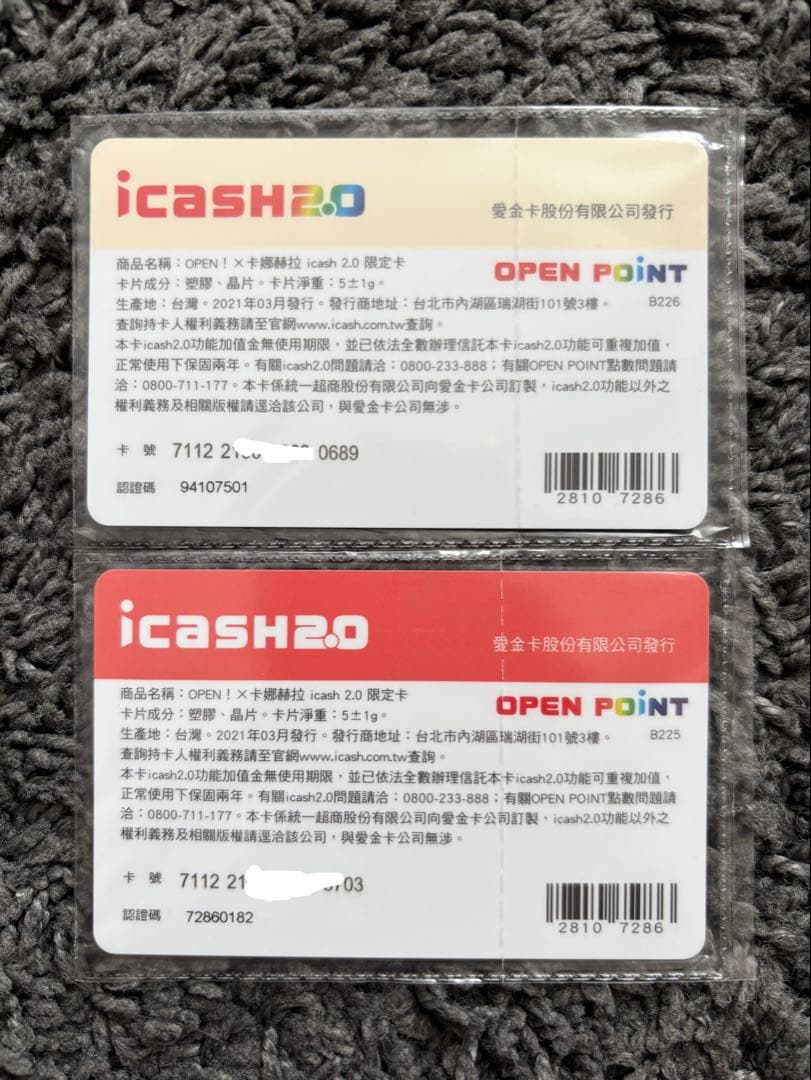 icash2.0
愛金卡股份有限公司發行
商品名稱：OPEN！×卡娜赫拉 icash 2.0 限定卡
卡片成分：塑膠、晶片。卡片淨重：5±1g。
OPEN POiNT
生產地：台灣。2021年03月發行。發行商地址：台北市內湖區瑞湖街101號3樓。
B226
查詢持卡人權利義務請至官網www.icash.com.tw查詢。
本卡icash2.0功能加值金無使用期限，並已依法全數辦理信託本卡icash2.0功能可重複加值，
正常使用下保固兩年。有關icash2.0問題請洽：0800-233-888；有關OPEN POINT點數問題請
洽：0800-711-177。本卡係統一超商股份有限公司向愛金卡公司訂製，icash2.0功能以外之
權利義務及相關版權請逕洽該公司，與愛金卡公司無涉。
卡 號 7112 0689
認證碼 94107501
2810 7286
icash2.0
愛金卡股份有限公司發行
商品名稱：OPEN！×卡娜赫拉 icash 2.0 限定卡
卡片成分：塑膠、晶片。卡片淨重：5±1g。
OPEN POiNT
生產地：台灣。2021年03月發行。發行商地址：台北市內湖區瑞湖街101號3樓。
B225
查詢持卡人權利義務請至官網www.icash.com.tw查詢。
本卡icash2.0功能加值金無使用期限，並已依法全數辦理信託本卡icash2.0功能可重複加值，
正常使用下保固兩年。有關icash2.0問題請洽：0800-233-888；有關OPEN POINT點數問題請
洽：0800-711-177。本卡係統一超商股份有限公司向愛金卡公司訂製，icash2.0功能以外之
權利義務及相關版權請逕洽該公司，與愛金卡公司無涉。
卡 號 7112 21 703
認證碼 72860182
2810 7286